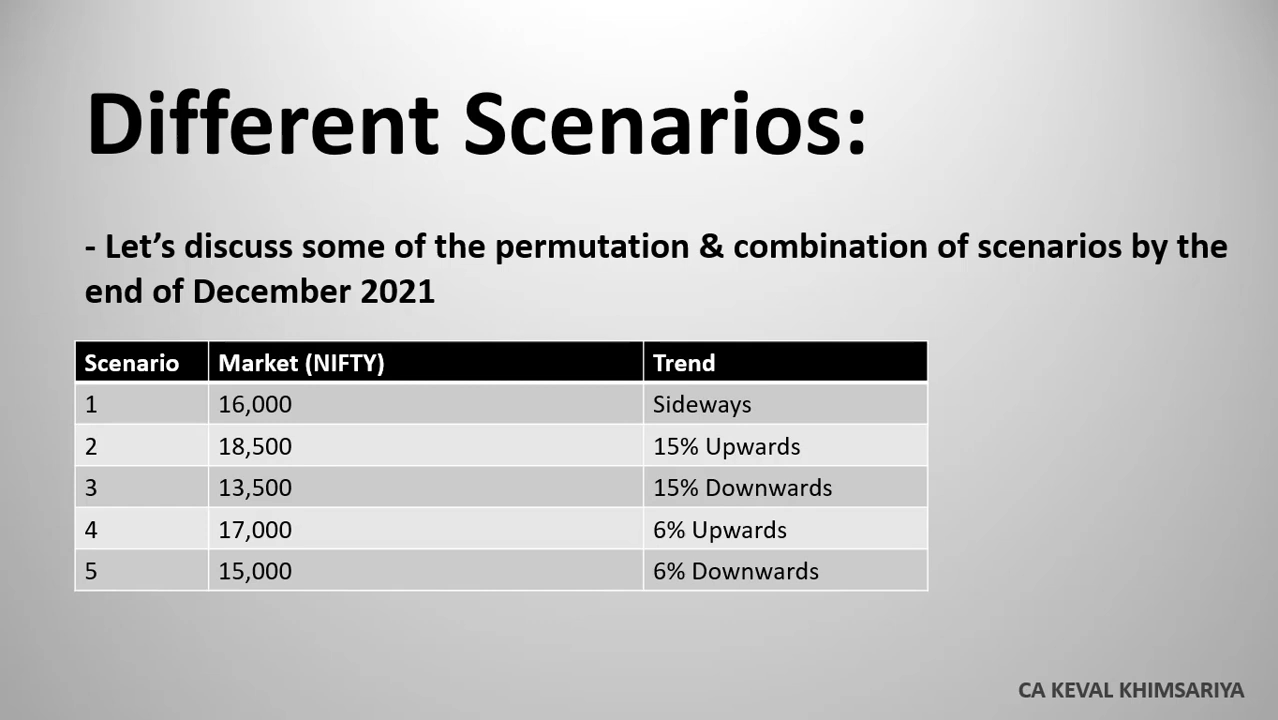 Different Scenarios:
- Let’s discuss some of the permutation & combination of scenarios by the
end of December 2021
Scenario Market (NIFTY) Trend
1 16,000 Sideways
2 18,500 15% Upwards
3 13,500 15% Downwards
4 17,000 6% Upwards
5 15,000 6% Downwards
CA KEVAL KHIMSARIYA